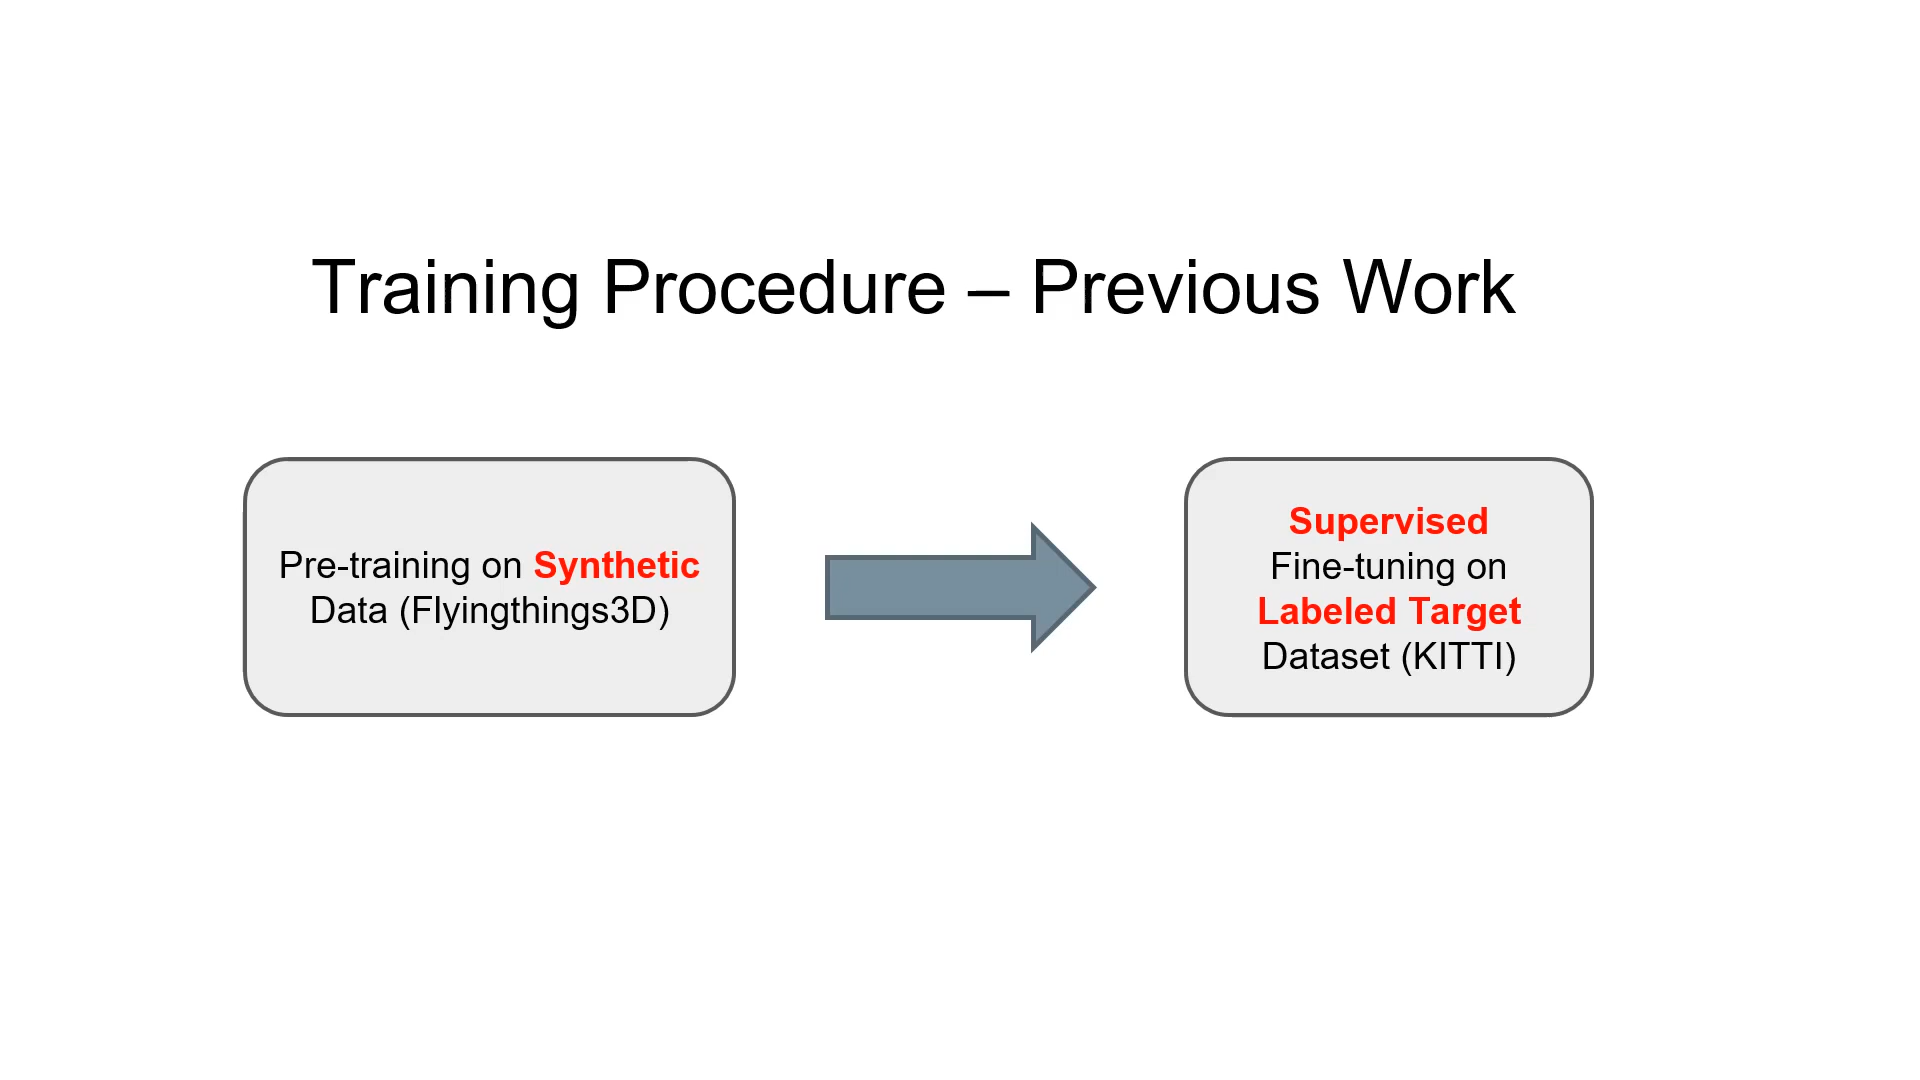 Training Procedure – Previous Work
Pre-training on Synthetic
Data (Flyingthings3D)
Supervised
Fine-tuning on
Labeled Target
Dataset (KITTI)